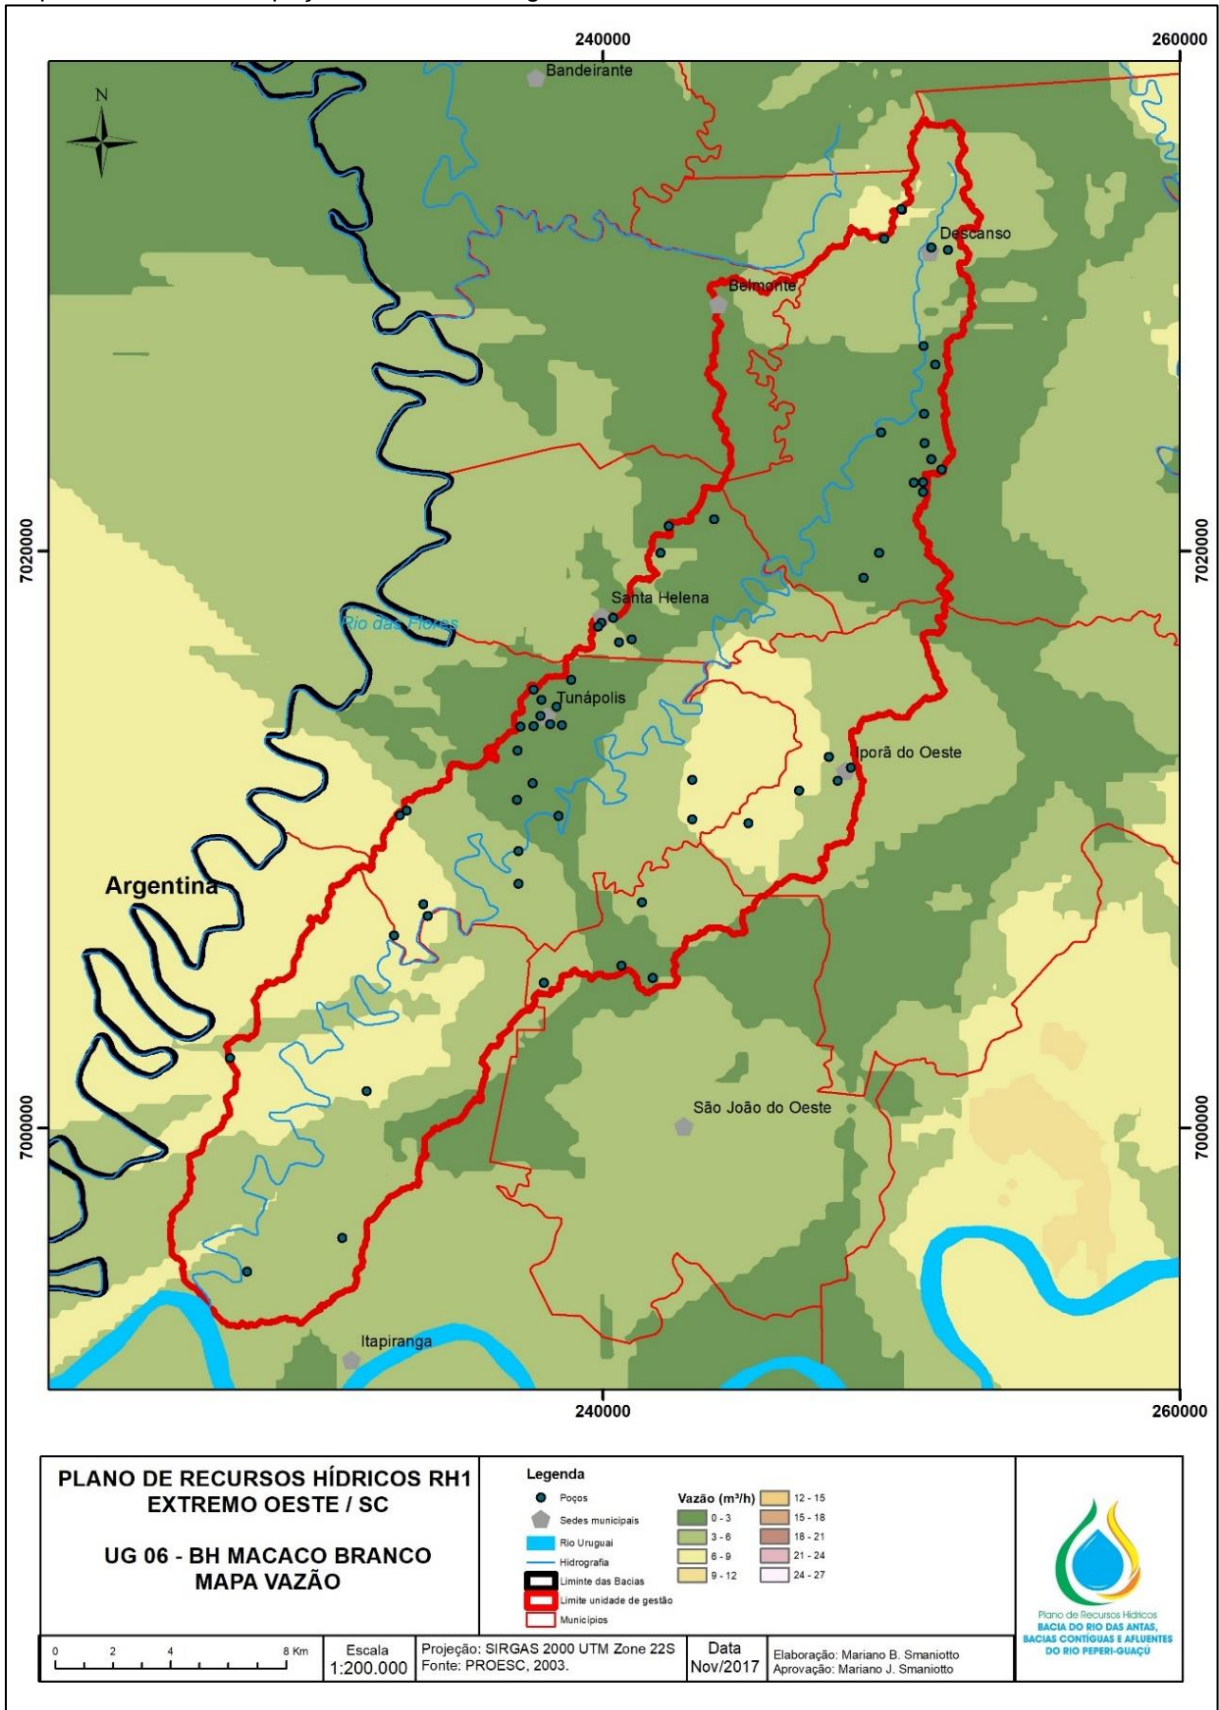 240000
260000
N
Bandeirante
Descanso
Belmonte
7020000
7020000
Santa Helena
Rio das Flores
Tunápolis
Iporã do Oeste
Argentina
São João do Oeste
7000000
7000000
Itapiranga
240000
260000
PLANO DE RECURSOS HÍDRICOS RH1
EXTREMO OESTE / SC
UG 06 - BH MACACO BRANCO
MAPA VAZÃO
Legenda
Poços
Sedes municipais
Rio Uruguai
Hidrografia
Liminte das Bacias
Limite unidade de gestão
Municípios
Vazão (m³/h)
0 - 3
3 - 6
6 - 9
9 - 12
12 - 15
15 - 18
18 - 21
21 - 24
24 - 27
Plano de Recursos Hídricos
BACIA DO RIO DAS ANTAS,
BACIAS CONTÍGUAS E AFLUENTES
DO RIO PEPERI-GUAÇÚ
0 2 4 8 Km
Escala
1:200.000
Projeção: SIRGAS 2000 UTM Zone 22S
Fonte: PROESC, 2003.
Data
Nov/2017
Elaboração: Mariano B. Smaniotto
Aprovação: Mariano J. Smaniotto